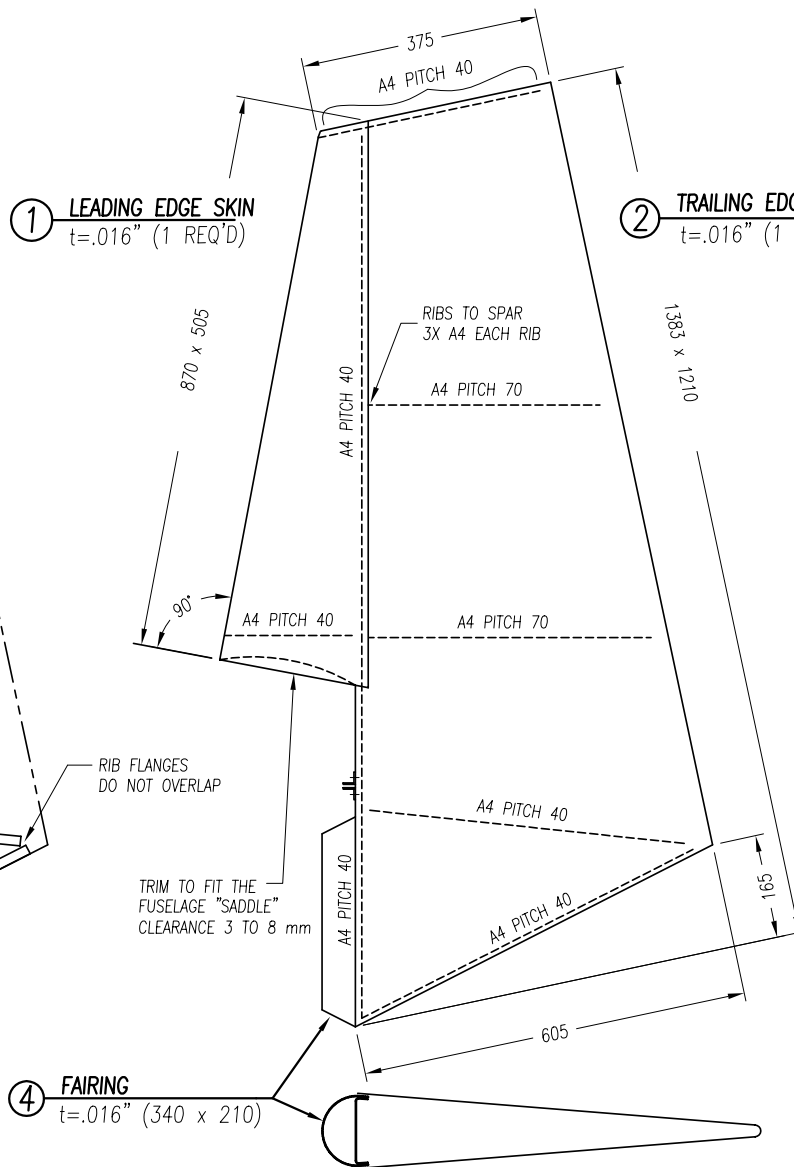 375
A4 PITCH 40
1 LEADING EDGE SKIN
t=.016" (1 REQ'D)
2 TRAILING EDG
t=.016" (1
870 x 505
RIBS TO SPAR
3X A4 EACH RIB
1383 x 1210
A4 PITCH 40
A4 PITCH 70
90°
A4 PITCH 40
A4 PITCH 70
RIB FLANGES
DO NOT OVERLAP
A4 PITCH 40
TRIM TO FIT THE
FUSELAGE "SADDLE"
CLEARANCE 3 TO 8 mm
A4 PITCH 40
A4 PITCH 40
165
605
4 FAIRING
t=.016" (340 x 210)